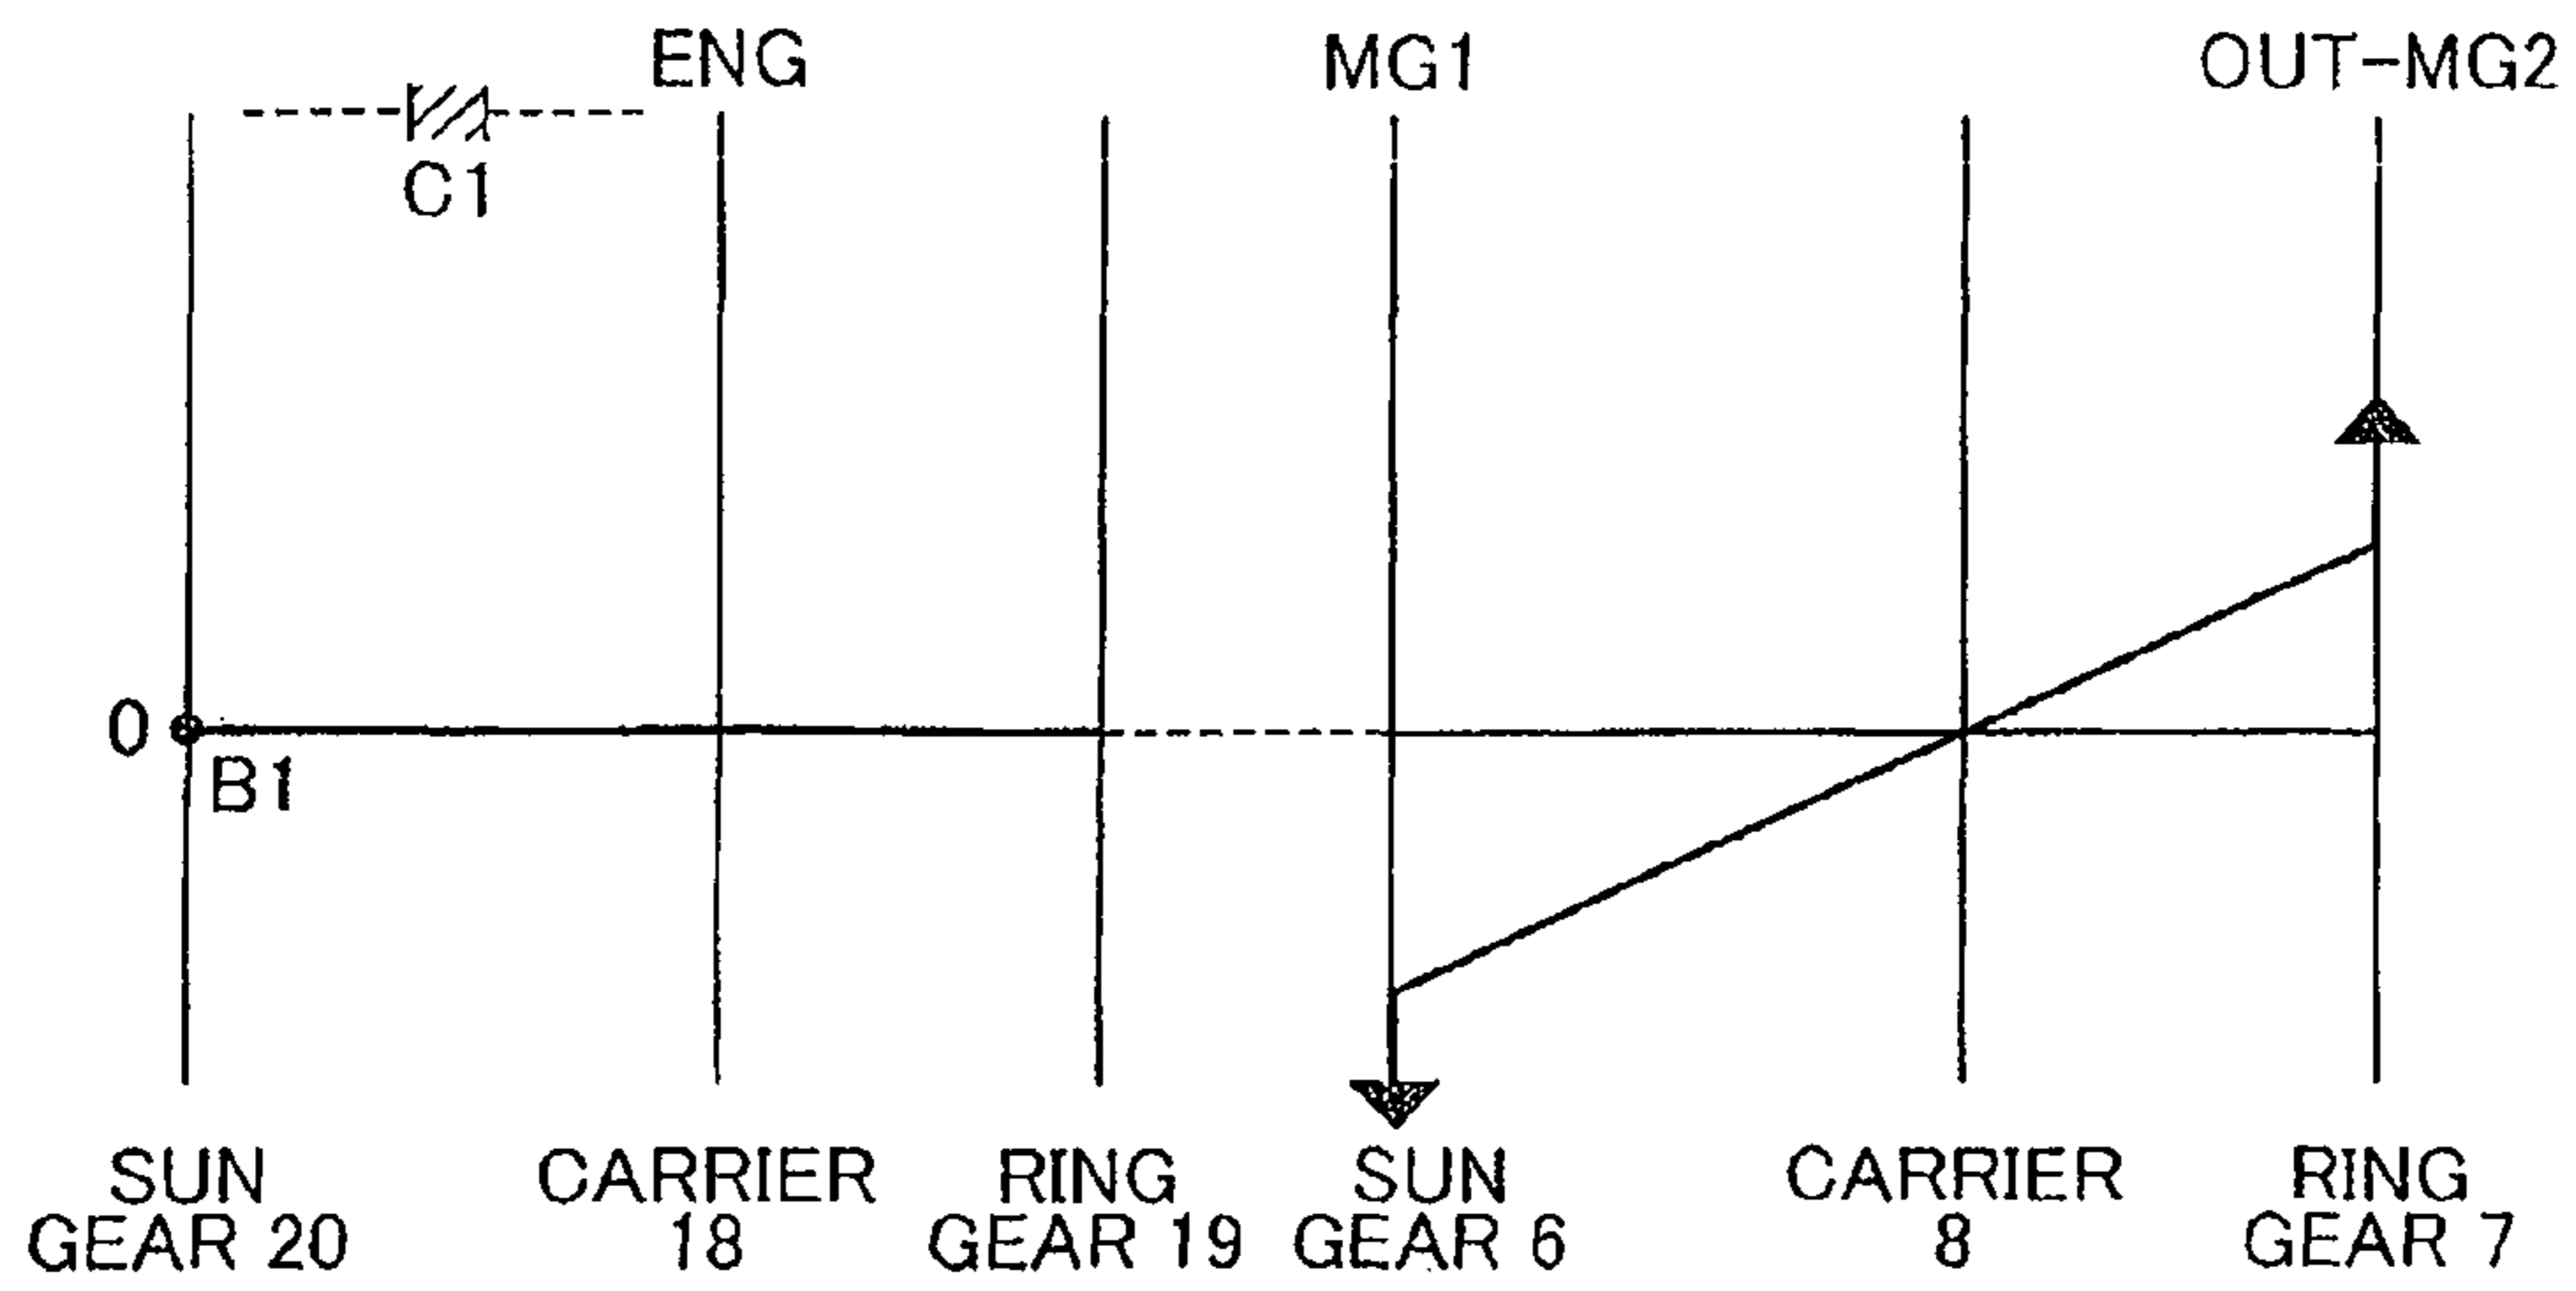 ENG
MG1
OUT-MG2
C1
0
B1
SUN
GEAR 20
CARRIER
18
RING
GEAR 19
SUN
GEAR 6
CARRIER
8
RING
GEAR 7